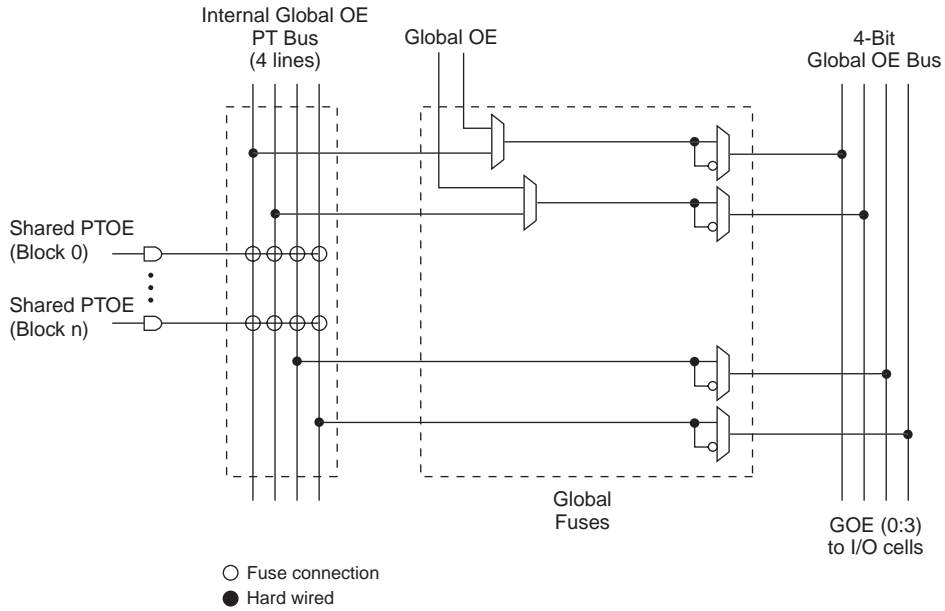 Internal Global OE
PT Bus
(4 lines)
Global OE
4-Bit
Global OE Bus
Shared PTOE
(Block 0)
Shared PTOE
(Block n)
Global
Fuses
GOE (0:3)
to I/O cells
Fuse connection
Hard wired